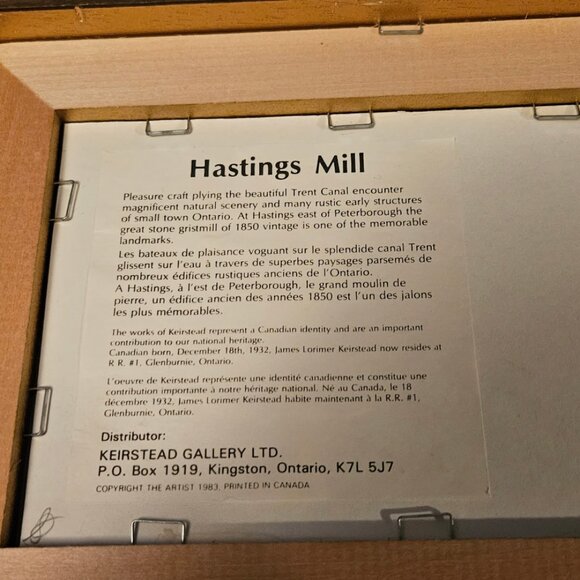 Hastings Mill
Pleasure craft plying the beautiful Trent Canal encounter
magnificent natural scenery and many rustic early structures
of small town Ontario. At Hastings east of Peterborough the
great stone gristmill of 1850 vintage is one of the memorable
landmarks.
Les bateaux de plaisance voguant sur le splendide canal Trent
glissent sur l'eau à travers de superbes paysages parsemés de
nombreux édifices rustiques anciens de l'Ontario.
A Hastings, à l'est de Peterborough, le grand moulin de
pierre, un édifice ancien des années 1850 est l'un des jalons
les plus mémorables.
The works of Keirstead represent a Canadian identity and are an important
contribution to our national heritage.
Canadian born, December 18th, 1932, James Lorimer Keirstead now resides at
R.R. #1, Glenburnie, Ontario.
L'oeuvre de Keirstead représente une identité canadienne et constitue une
contribution importante à notre héritage national. Né au Canada, le 18
décembre 1932, James Lorimer Keirstead habite maintenant à la R.R. #1,
Glenburnie, Ontario.
Distributor:
KEIRSTEAD GALLERY LTD.
P.O. Box 1919, Kingston, Ontario, K7L 5J7
COPYRIGHT THE ARTIST 1983, PRINTED IN CANADA